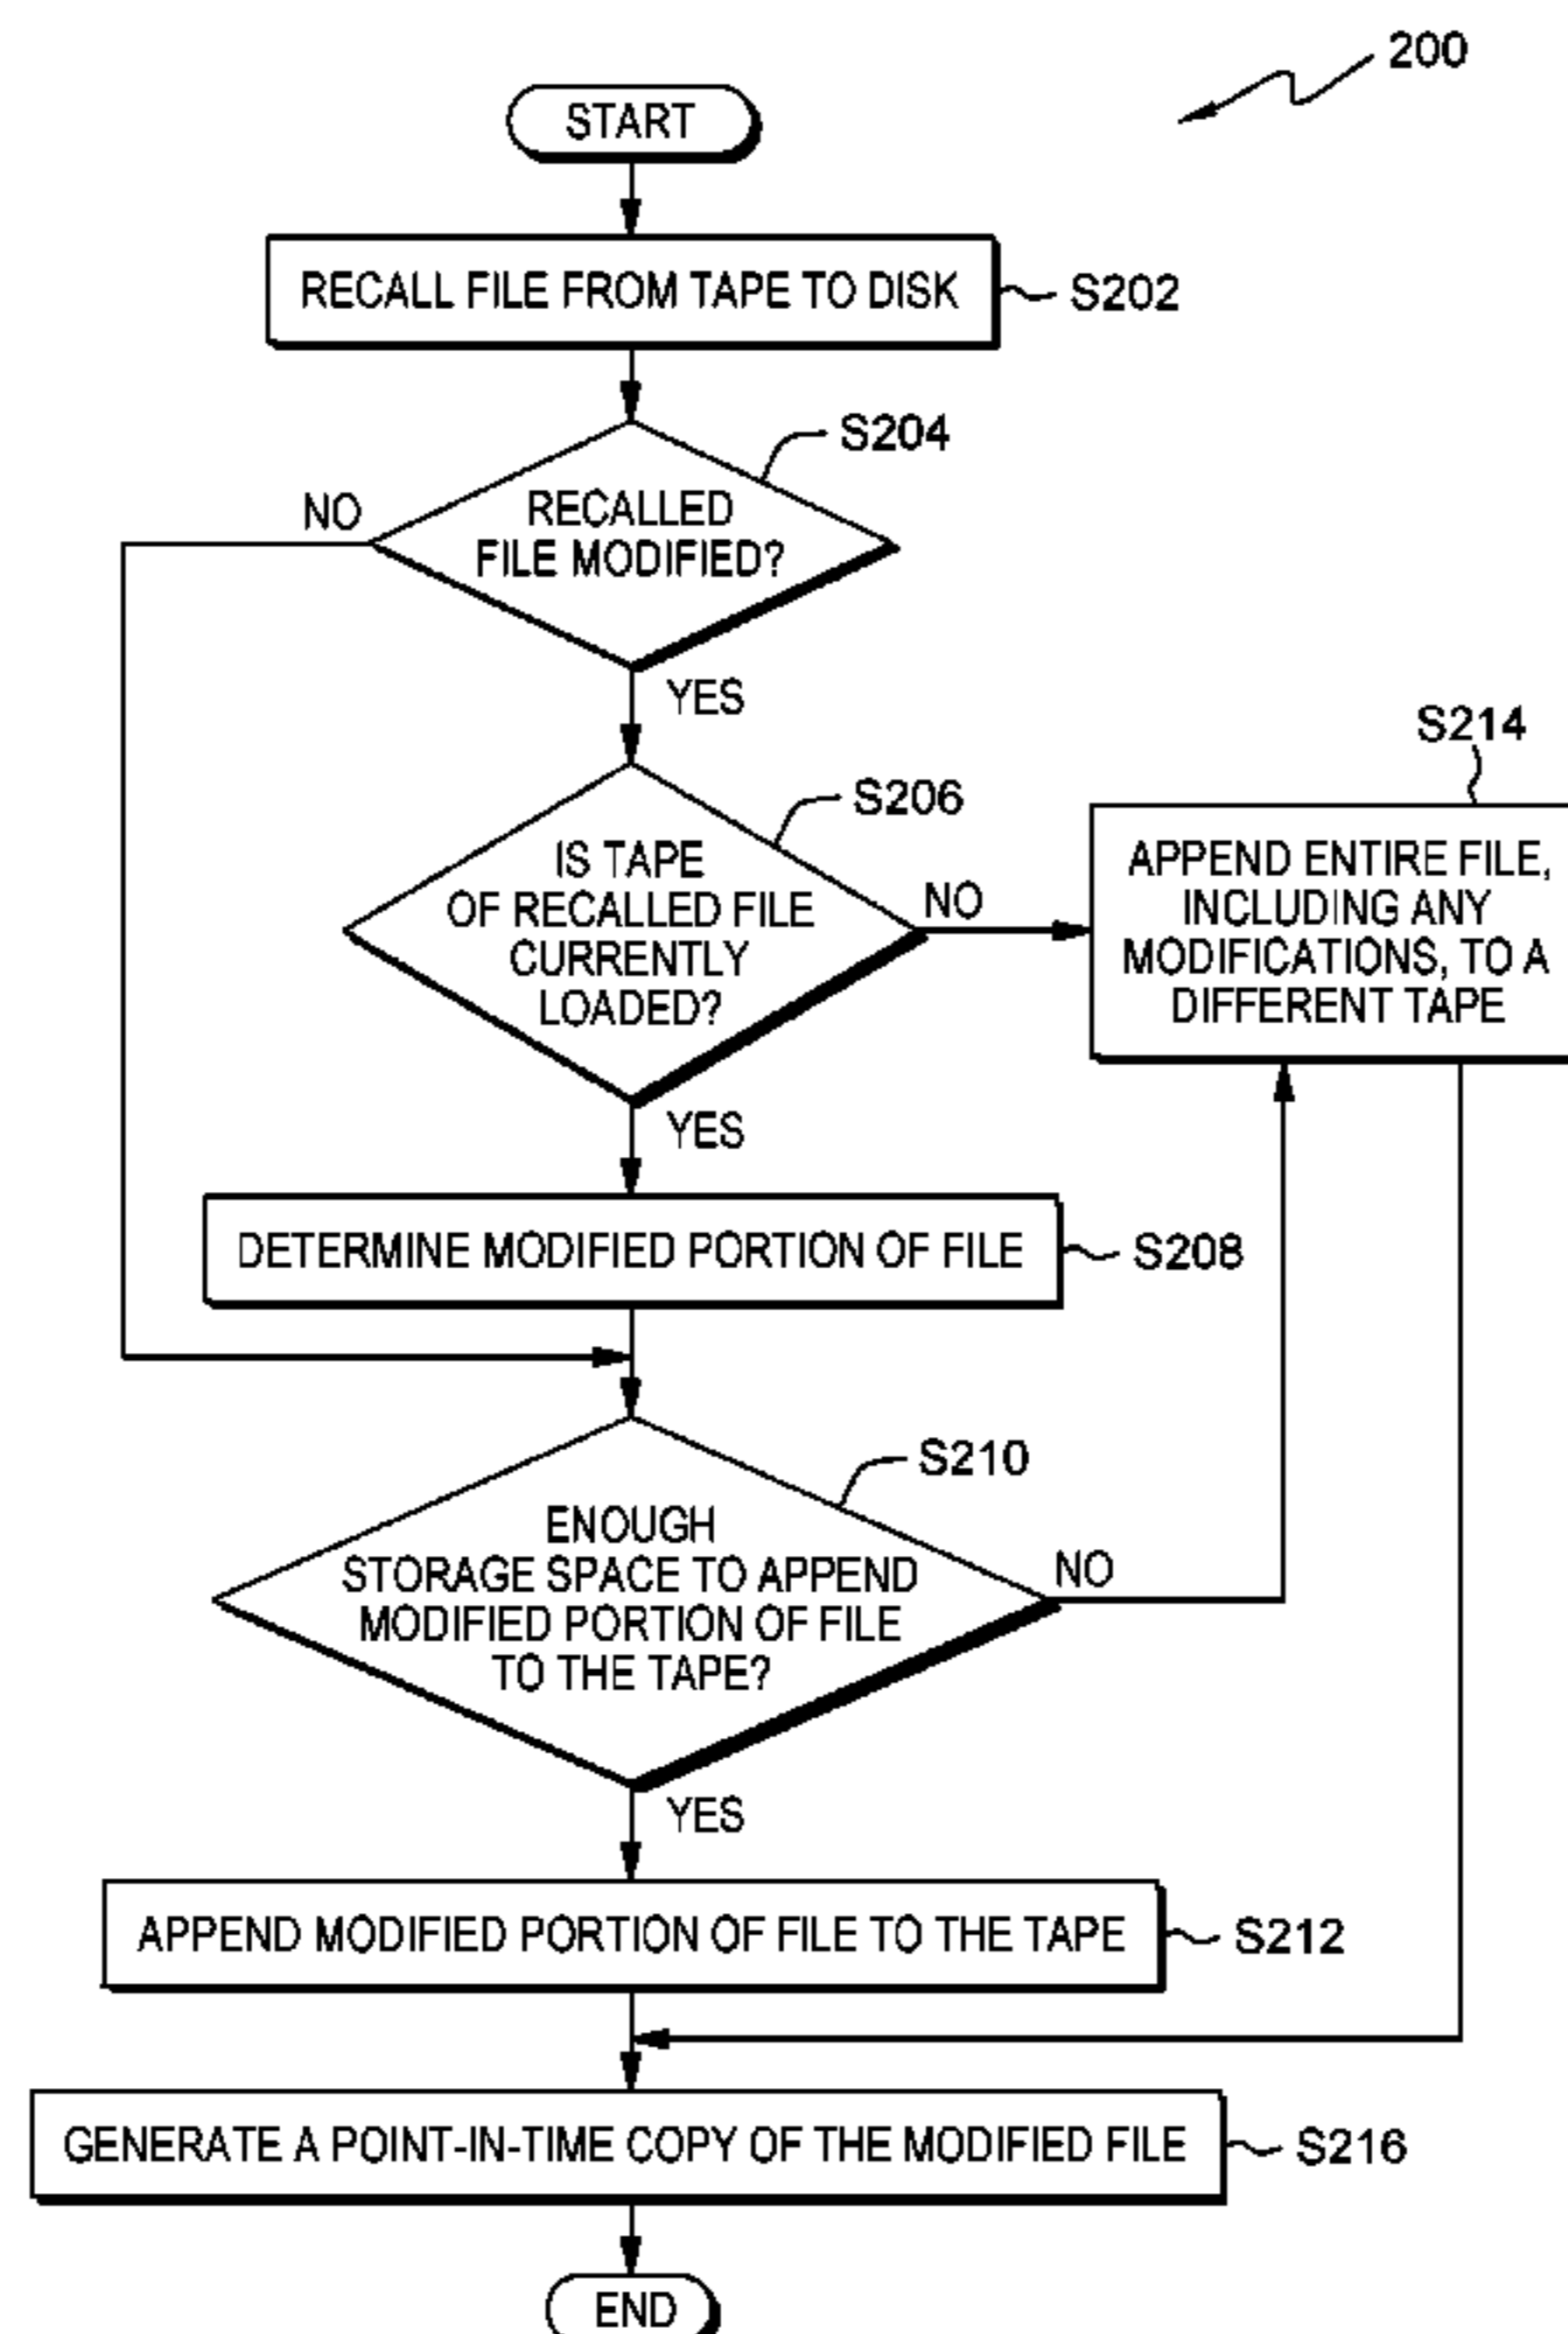 200
START
RECALL FILE FROM TAPE TO DISK
S202
S204
NO
RECALLED
FILE MODIFIED?
YES
S214
S206
IS TAPE
OF RECALLED FILE
CURRENTLY
LOADED?
NO
APPEND ENTIRE FILE,
INCLUDING ANY
MODIFICATIONS, TO A
DIFFERENT TAPE
YES
DETERMINE MODIFIED PORTION OF FILE
S208
S210
ENOUGH
STORAGE SPACE TO APPEND
MODIFIED PORTION OF FILE
TO THE TAPE?
NO
YES
APPEND MODIFIED PORTION OF FILE TO THE TAPE
S212
GENERATE A POINT-IN-TIME COPY OF THE MODIFIED FILE
S216
END